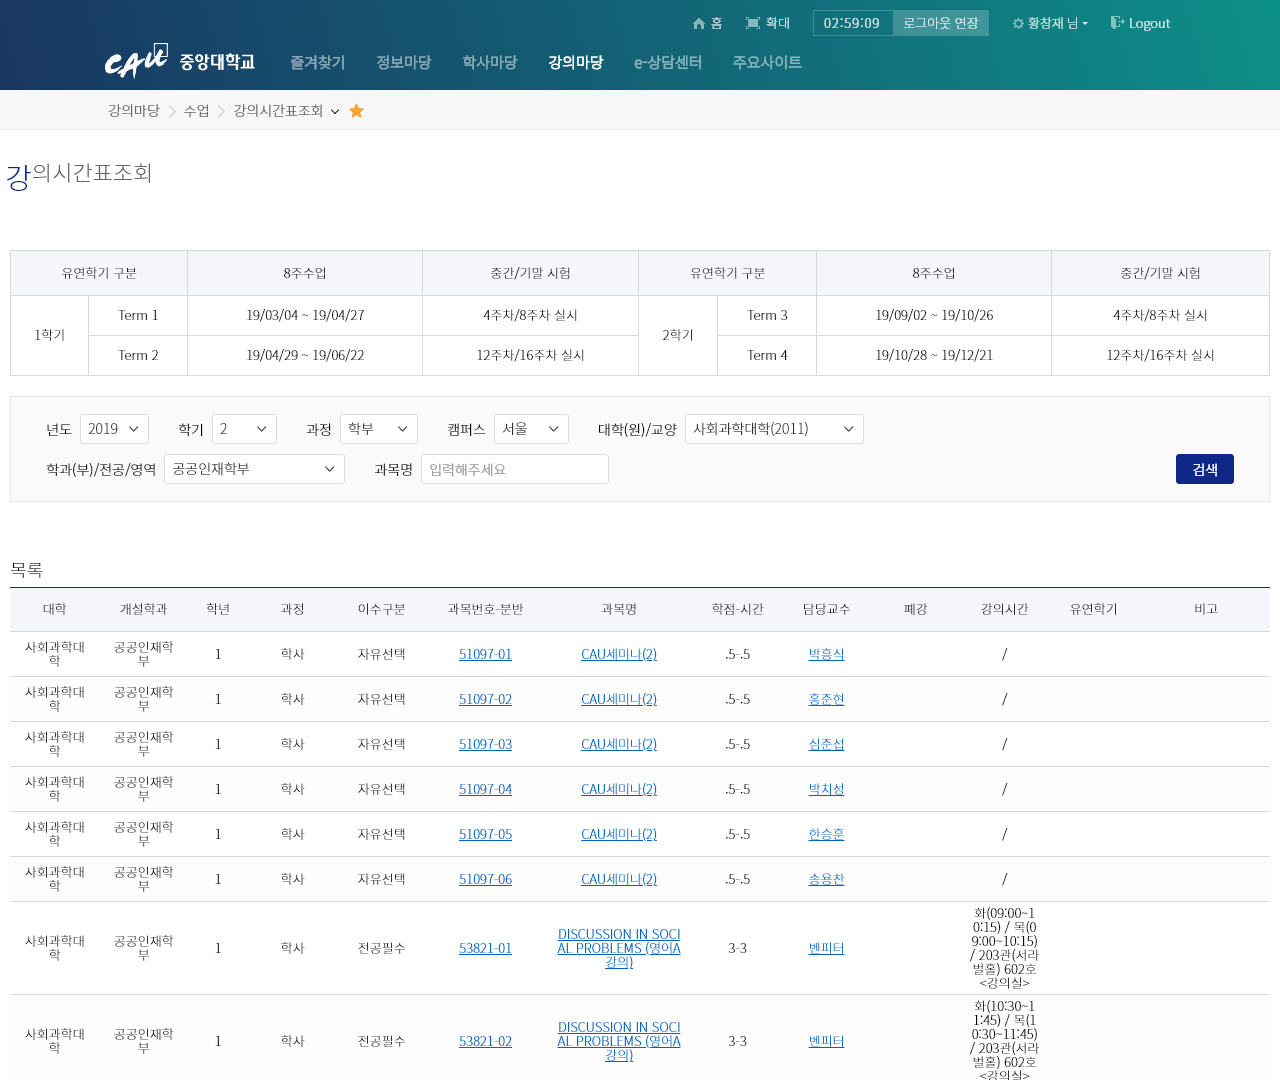 홈 확대 02:59:09 로그아웃 연장 황창재 님 Logout
CAU 중앙대학교 즐겨찾기 정보마당 학사마당 강의마당 e-상담센터 주요사이트
강의마당 수업 강의시간표조회
강의시간표조회
유연학기 구분 8주수업 중간/기말 시험 유연학기 구분 8주수업 중간/기말 시험
1학기 Term 1 19/03/04 ~ 19/04/27 4주차/8주차 실시 2학기 Term 3 19/09/02 ~ 19/10/26 4주차/8주차 실시
Term 2 19/04/29 ~ 19/06/22 12주차/16주차 실시 Term 4 19/10/28 ~ 19/12/21 12주차/16주차 실시
년도 2019 학기 2 과정 학부 캠퍼스 서울 대학(원)/교양 사회과학대학(2011)
학과(부)/전공/영역 공공인재학부 과목명 입력해주세요 검색
목록
대학 개설학과 학년 과정 이수구분 과목번호-분반 과목명 학점-시간 담당교수 폐강 강의시간 유연학기 비고
사회과학대
학 공공인재학
부 1 학사 자유선택 51097-01 CAU세미나(2) .5-.5 박흥식 /
사회과학대
학 공공인재학
부 1 학사 자유선택 51097-02 CAU세미나(2) .5-.5 홍준현 /
사회과학대
학 공공인재학
부 1 학사 자유선택 51097-03 CAU세미나(2) .5-.5 심준섭 /
사회과학대
학 공공인재학
부 1 학사 자유선택 51097-04 CAU세미나(2) .5-.5 박치성 /
사회과학대
학 공공인재학
부 1 학사 자유선택 51097-05 CAU세미나(2) .5-.5 한승훈 /
사회과학대
학 공공인재학
부 1 학사 자유선택 51097-06 CAU세미나(2) .5-.5 송용찬 /
사회과학대
학 공공인재학
부 1 학사 전공필수 53821-01 DISCUSSION IN SOCI
AL PROBLEMS (영어A
강의) 3-3 벤피터 화(09:00~1
0:15) / 목(0
9:00~10:15)
/ 203관(서라
벌홀) 602호
<강의실>
사회과학대
학 공공인재학
부 1 학사 전공필수 53821-02 DISCUSSION IN SOCI
AL PROBLEMS (영어A
강의) 3-3 벤피터 화(10:30~1
1:45) / 목(1
0:30~11:45)
/ 203관(서라
벌홀) 602호
<강의실>